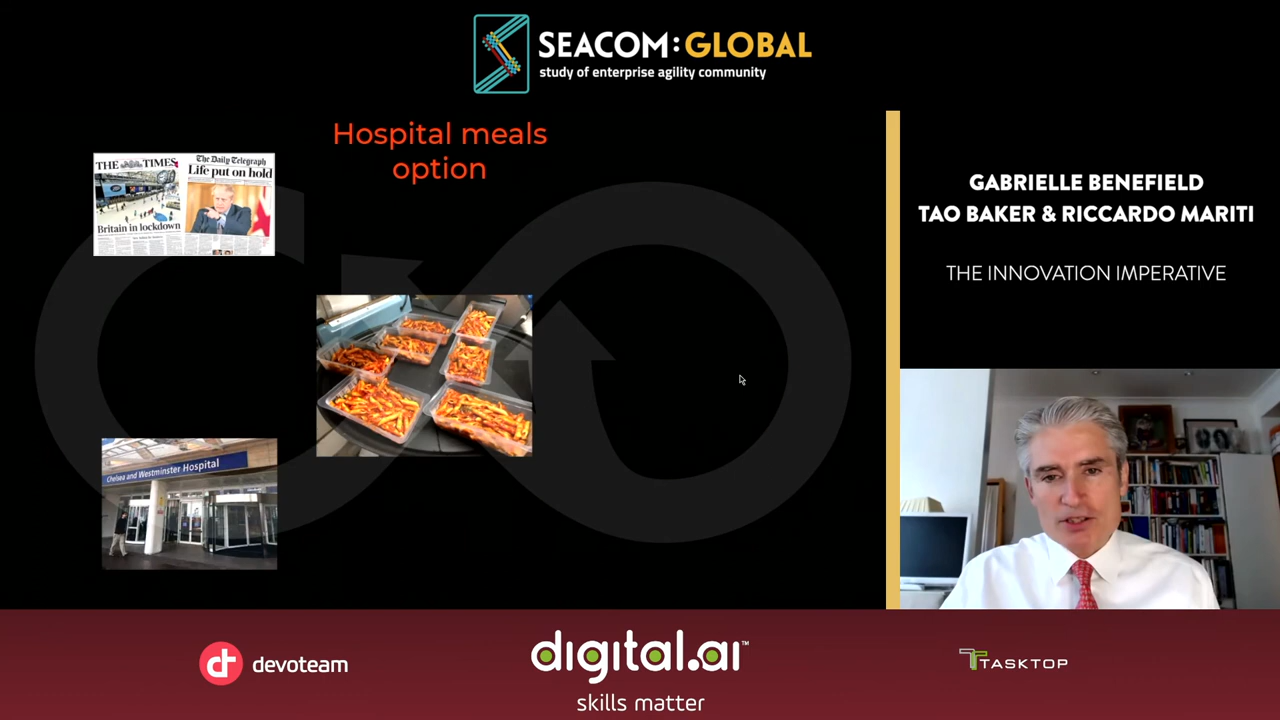 SEACOM:GLOBAL
study of enterprise agility community
Hospital meals
option
THE TIMES
Britain in lockdown
The Daily Telegraph
Life put on hold
Chelsea and Westminster Hospital
GABRIELLE BENEFIELD
TAO BAKER & RICCARDO MARITI
THE INNOVATION IMPERATIVE
dt devoteam
digital.ai™
skills matter
TASKTOP